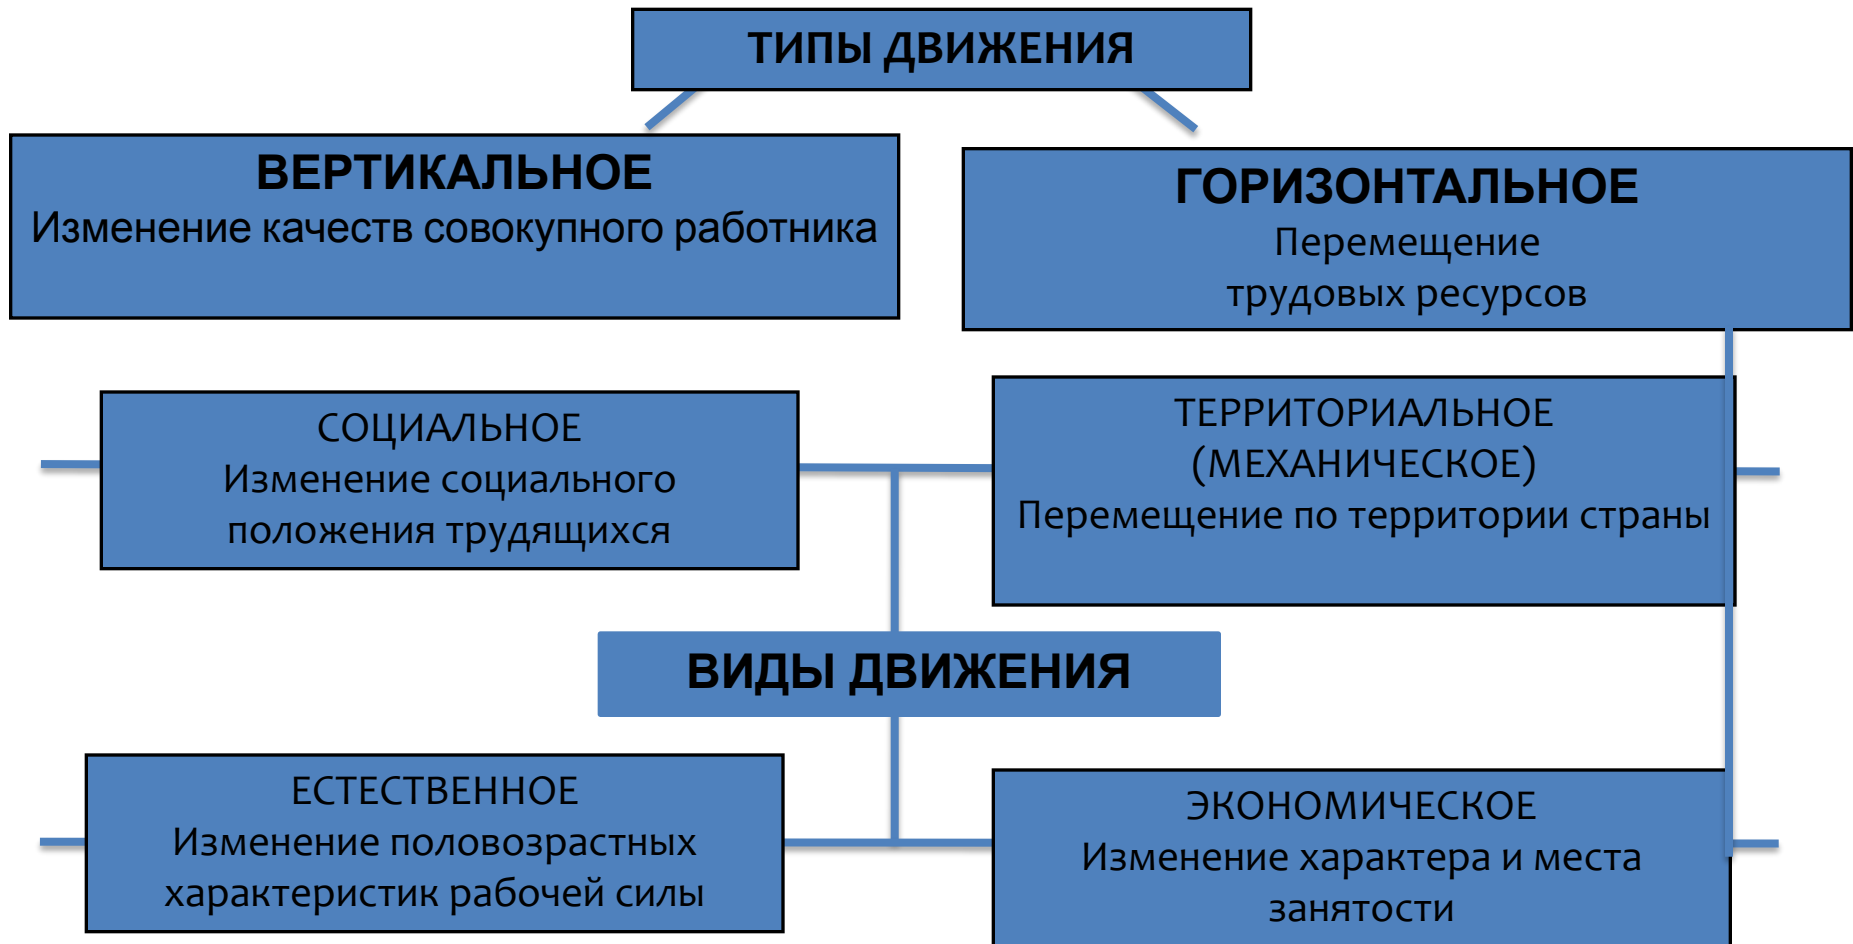 ТИПЫ ДВИЖЕНИЯ
ВЕРТИКАЛЬНОЕ
Изменение качеств совокупного работника
ГОРИЗОНТАЛЬНОЕ
Перемещение
трудовых ресурсов
СОЦИАЛЬНОЕ
Изменение социального
положения трудящихся
ТЕРРИТОРИАЛЬНОЕ
(МЕХАНИЧЕСКОЕ)
Перемещение по территории страны
ВИДЫ ДВИЖЕНИЯ
ЕСТЕСТВЕННОЕ
Изменение половозрастных
характеристик рабочей силы
ЭКОНОМИЧЕСКОЕ
Изменение характера и места
занятости